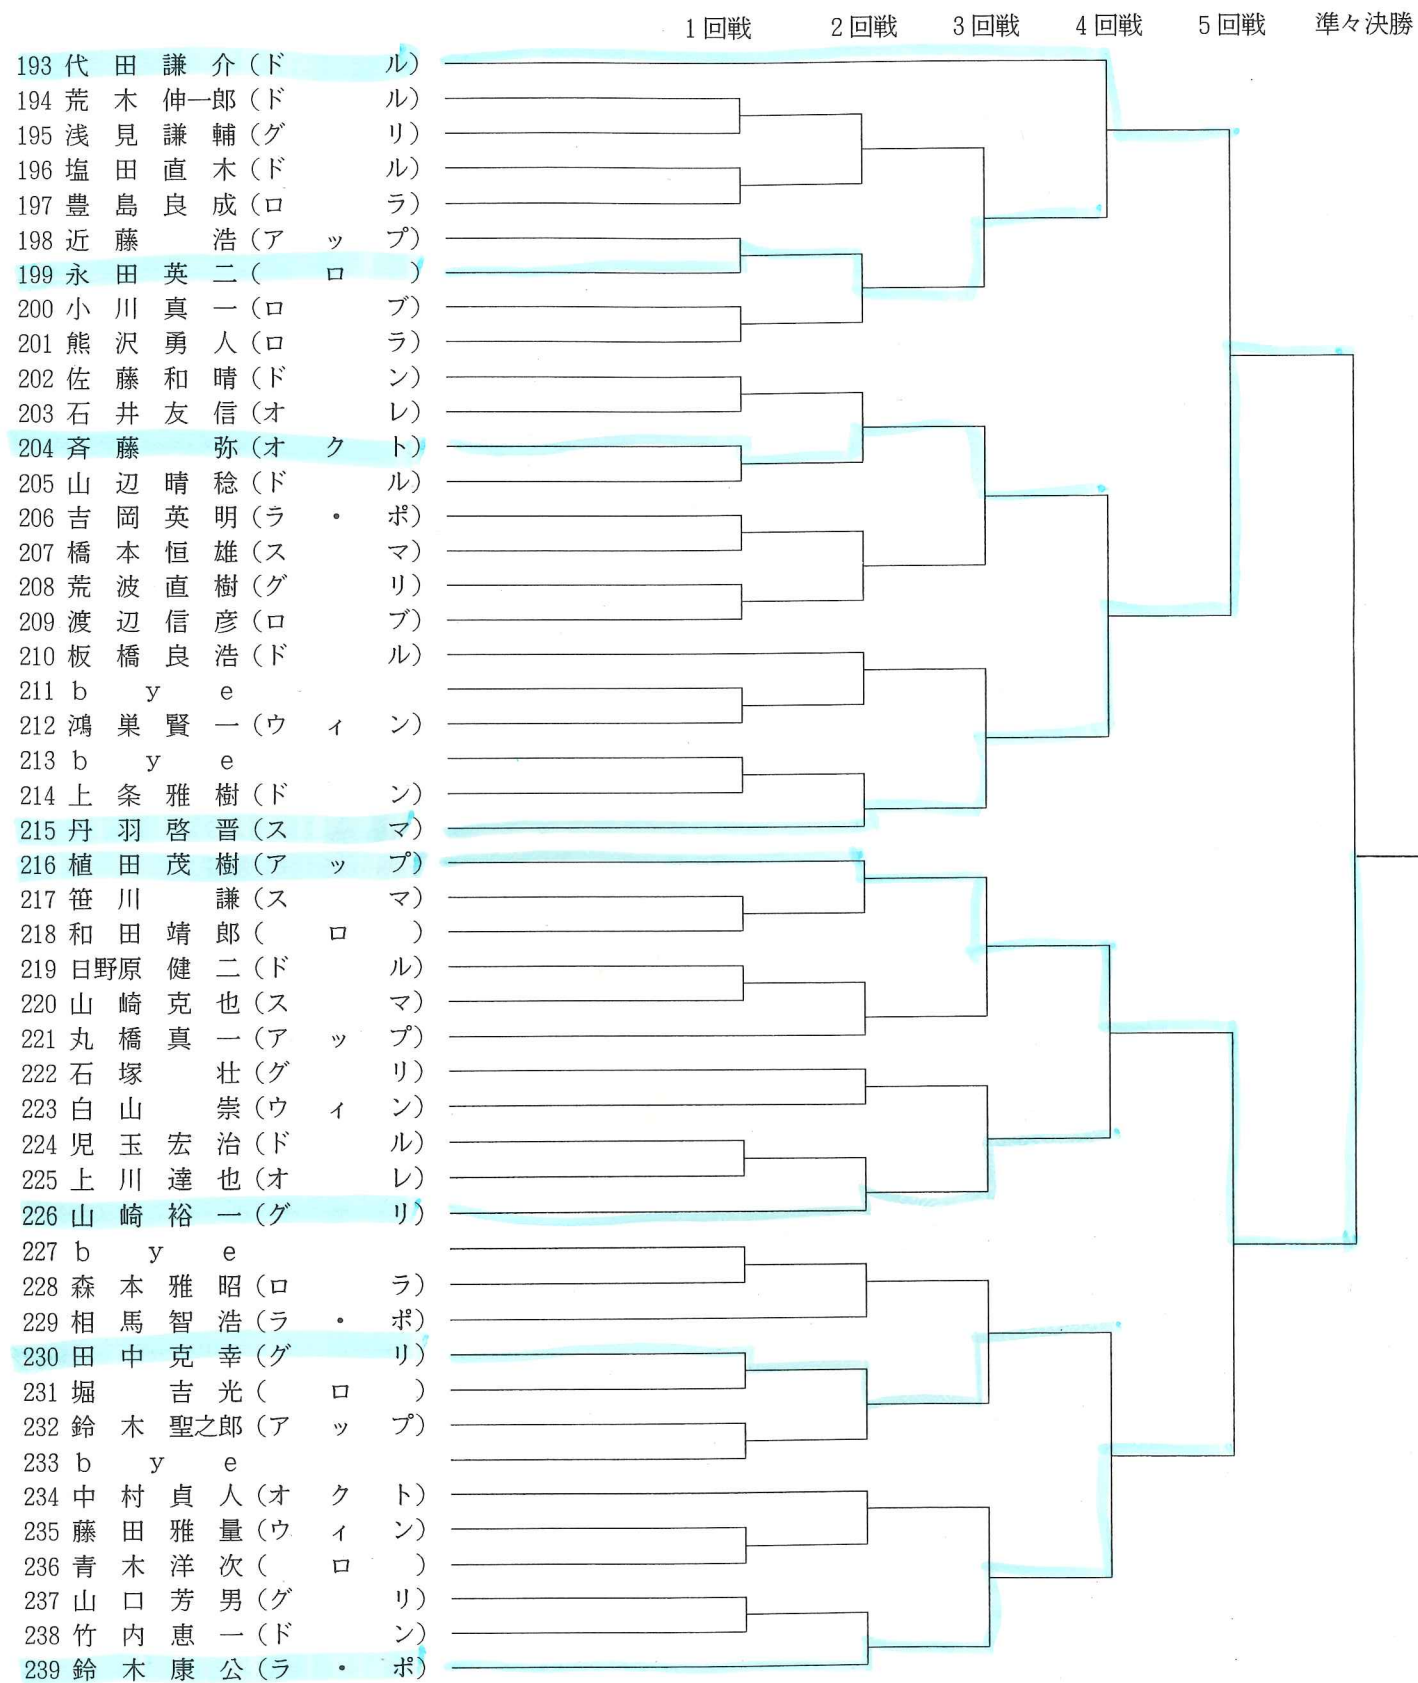 1回戦 2回戦 3回戦 4回戦 5回戦 準々決勝
193 代田謙介(ドル)
194 荒木伸一郎(ドル)
195 浅見謙輔(グリ)
196 塩田直木(ドル)
197 豊島良成(ロラ)
198 近藤浩(アップ)
199 永田英二(ロ)
200 小川真一(ロブ)
201 熊沢勇人(ロラ)
202 佐藤和晴(ドン)
203 石井友信(オレ)
204 斉藤弥(オクト)
205 山辺晴稔(ドル)
206 吉岡英明(ラ・ポ)
207 橋本恒雄(スマ)
208 荒波直樹(グリ)
209 渡辺信彦(ロブ)
210 板橋良浩(ドル)
211 bye
212 鴻巣賢一(ウィン)
213 bye
214 上条雅樹(ドン)
215 丹羽啓晋(スマ)
216 植田茂樹(アップ)
217 笹川謙(スマ)
218 和田靖郎(ロ)
219 日野原健二(ドル)
220 山崎克也(スマ)
221 丸橋真一(アップ)
222 石塚壮(グリ)
223 白山崇(ウィン)
224 児玉宏治(ドル)
225 上川達也(オレ)
226 山崎裕一(グリ)
227 bye
228 森本雅昭(ロラ)
229 相馬智浩(ラ・ポ)
230 田中克幸(グリ)
231 堀吉光(ロ)
232 鈴木聖之郎(アップ)
233 bye
234 中村貞人(オクト)
235 藤田雅量(ウィン)
236 青木洋次(ロ)
237 山口芳男(グリ)
238 竹内恵一(ドン)
239 鈴木康公(ラ・ポ)